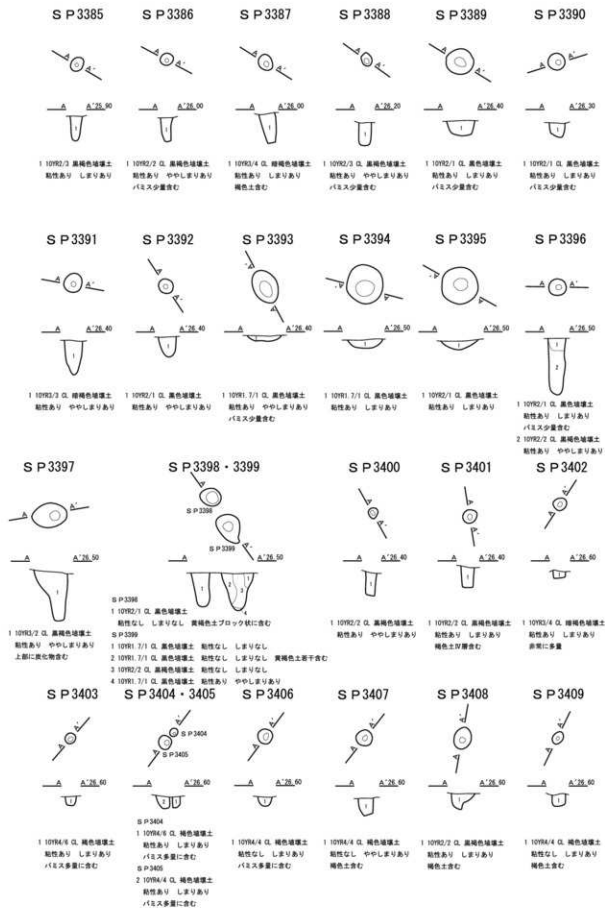 SP3385
SP3386
SP3387
SP3388
SP3389
SP3390
A A'
A A'
A A'
A A'
A A'
A A'
A A'25.90
A A'26.00
A A'26.00
A A'26.20
A A'26.40
A A'26.30
1
1
1
1
1
1
1 10YR2/3 黒褐色埴壌土
粘性あり しまりあり
1 10YR2/2 CL 黒褐色埴壌土
粘性あり ややしまりあり
パミス少量含む
1 10YR3/4 CL 暗褐色埴壌土
粘性あり しまりあり
褐色土含む
1 10YR2/3 CL 黒褐色埴壌土
粘性あり ややしまりあり
パミス少量含む
1 10YR2/1 CL 黒色埴壌土
粘性あり しまりあり
パミス少量含む
1 10YR2/1 CL 黒色埴壌土
粘性あり しまりあり
パミス少量含む
SP3391
SP3392
SP3393
SP3394
SP3395
SP3396
A A'
A A'
A A'26.40
A A'26.40
A A'26.40
A A'26.50
A A'26.50
A A'26.50
1
1
1
1
1
1
2
1 10YR3/3 CL 暗褐色埴壌土
粘性あり ややしまりあり
1 10YR2/1 CL 黒色埴壌土
粘性あり ややしまりあり
1 10YR1.7/1 CL 黒色埴壌土
粘性あり ややしまりあり
パミス少量含む
1 10YR1.7/1 CL 黒色埴壌土
粘性あり しまりあり
1 10YR2/1 CL 黒色埴壌土
粘性あり しまりあり
1 10YR2/1 CL 黒色埴壌土
粘性あり しまりあり
パミス少量含む
2 10YR2/2 CL 黒褐色埴壌土
粘性あり ややしまりあり
SP3397
SP3398・3399
SP3400
SP3401
SP3402
A A'
SP3398
SP3399
A A'26.50
A A'26.50
A A'26.40
A A'26.40
A A'26.60
1
1
2
3
1
4
1
1
1
1 10YR3/2 CL 黒褐色埴壌土
粘性あり ややしまりあり
上部に炭化物含む
SP3398
1 10YR2/1 CL 黒色埴壌土
粘性なし しまりなし 黄褐色土ブロック状に含む
SP3399
1 10YR1.7/1 CL 黒色埴壌土 粘性なし しまりなし
2 10YR1.7/1 CL 黒色埴壌土 粘性なし しまりなし 黄褐色土若干含む
3 10YR2/2 CL 黒褐色埴壌土 粘性なし しまりなし
4 10YR1.7/1 CL 黒色埴壌土 粘性あり ややしまりあり
1 10YR2/2 CL 黒褐色埴壌土
粘性あり ややしまりあり
1 10YR2/2 CL 黒褐色埴壌土
粘性あり しまりあり
褐色土Ⅳ層含む
1 10YR3/4 CL 暗褐色埴壌土
粘性あり しまりあり
非常に多量
SP3403
SP3404・3405
SP3406
SP3407
SP3408
SP3409
SP3404
SP3405
A A'26.60
A A'26.60
A A'26.60
A A'26.60
A A'26.60
A A'26.60
1
2
1
1
1
1
1
1 10YR4/6 CL 褐色埴壌土
粘性あり しまりあり
パミス多量に含む
SP3404
1 10YR4/6 CL 褐色埴壌土
粘性あり しまりあり
パミス多量に含む
SP3405
2 10YR4/4 CL 褐色埴壌土
粘性あり しまりあり
パミス多量に含む
1 10YR4/4 CL 褐色埴壌土
粘性なし しまりあり
パミス多量に含む
1 10YR4/4 CL 褐色埴壌土
粘性なし ややしまりあり
褐色土含む
1 10YR2/2 CL 黒褐色埴壌土
粘性あり しまりあり
褐色土含む
1 10YR4/4 CL 褐色埴壌土
粘性なし しまりあり
褐色土含む